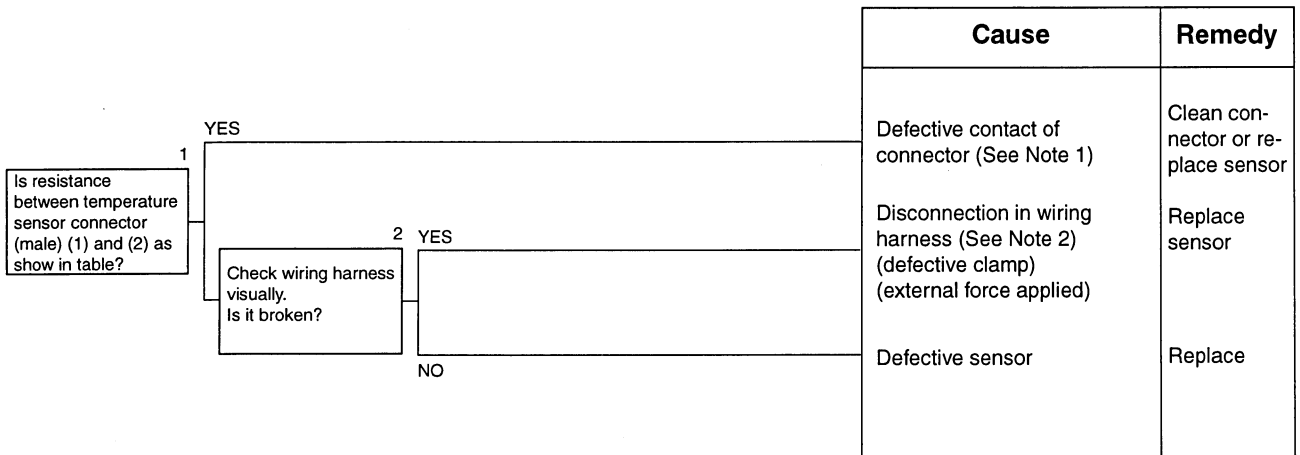 Cause
Remedy
YES
1
Is resistance
between temperature
sensor connector
(male) (1) and (2) as
show in table?
Defective contact of
connector (See Note 1)
Clean con-
nector or re-
place sensor
2
YES
Check wiring harness
visually.
Is it broken?
Disconnection in wiring
harness (See Note 2)
(defective clamp)
(external force applied)
Replace
sensor
NO
Defective sensor
Replace